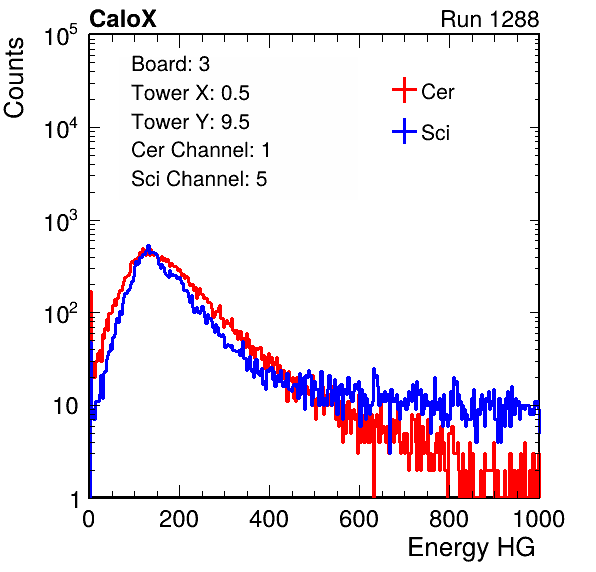 CaloX Run 1288
Counts
10^5
10^4
10^3
10^2
10
1
Board: 3
Tower X: 0.5
Tower Y: 9.5
Cer Channel: 1
Sci Channel: 5
Cer
Sci
0 200 400 600 800 1000
Energy HG